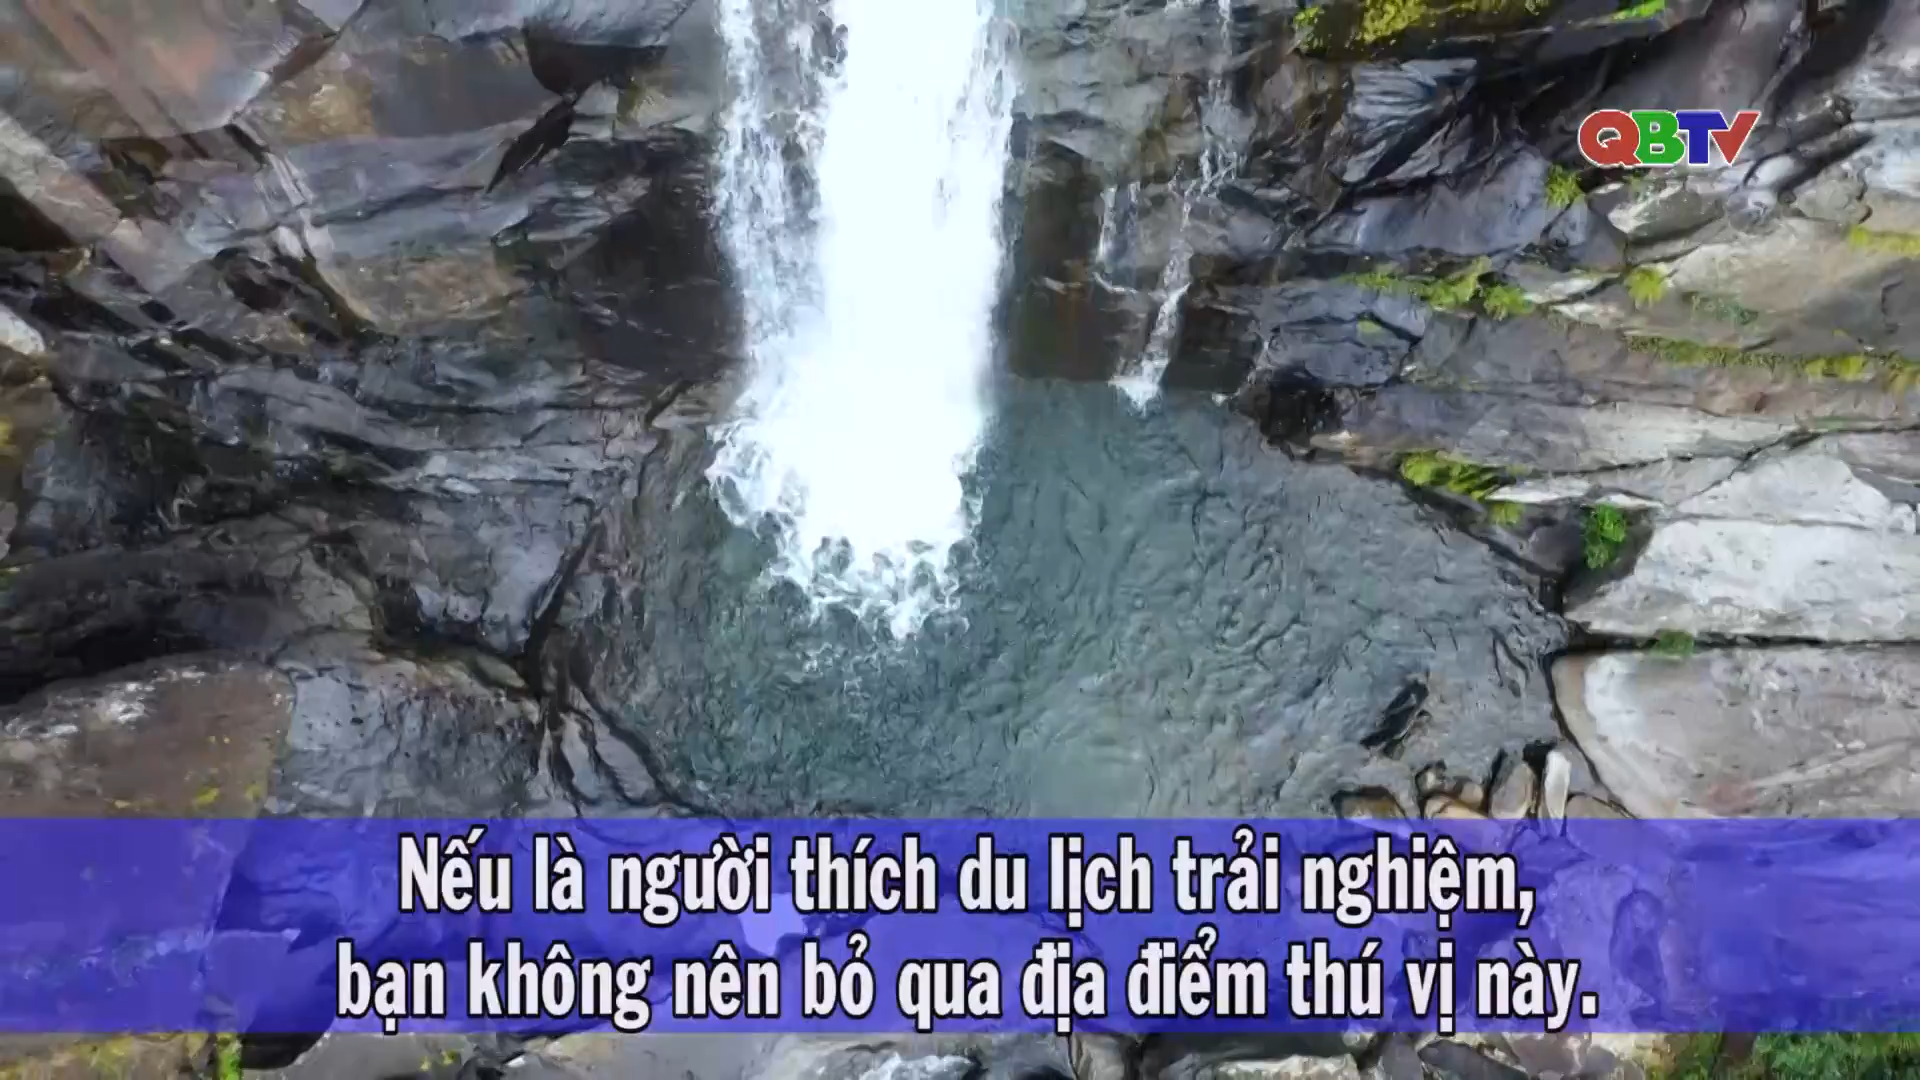 QBTV
Nếu là người thích du lịch trải nghiệm,
bạn không nên bỏ qua địa điểm thú vị này.